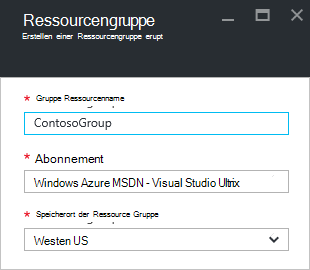 Ressourcengruppe
Erstellen einer Ressourcengruppe erupt
* Gruppe Ressourcenname
ContosoGroup
* Abonnement
Windows Azure MSDN - Visual Studio Ultrix
* Speicherort der Ressource Gruppe
Westen US